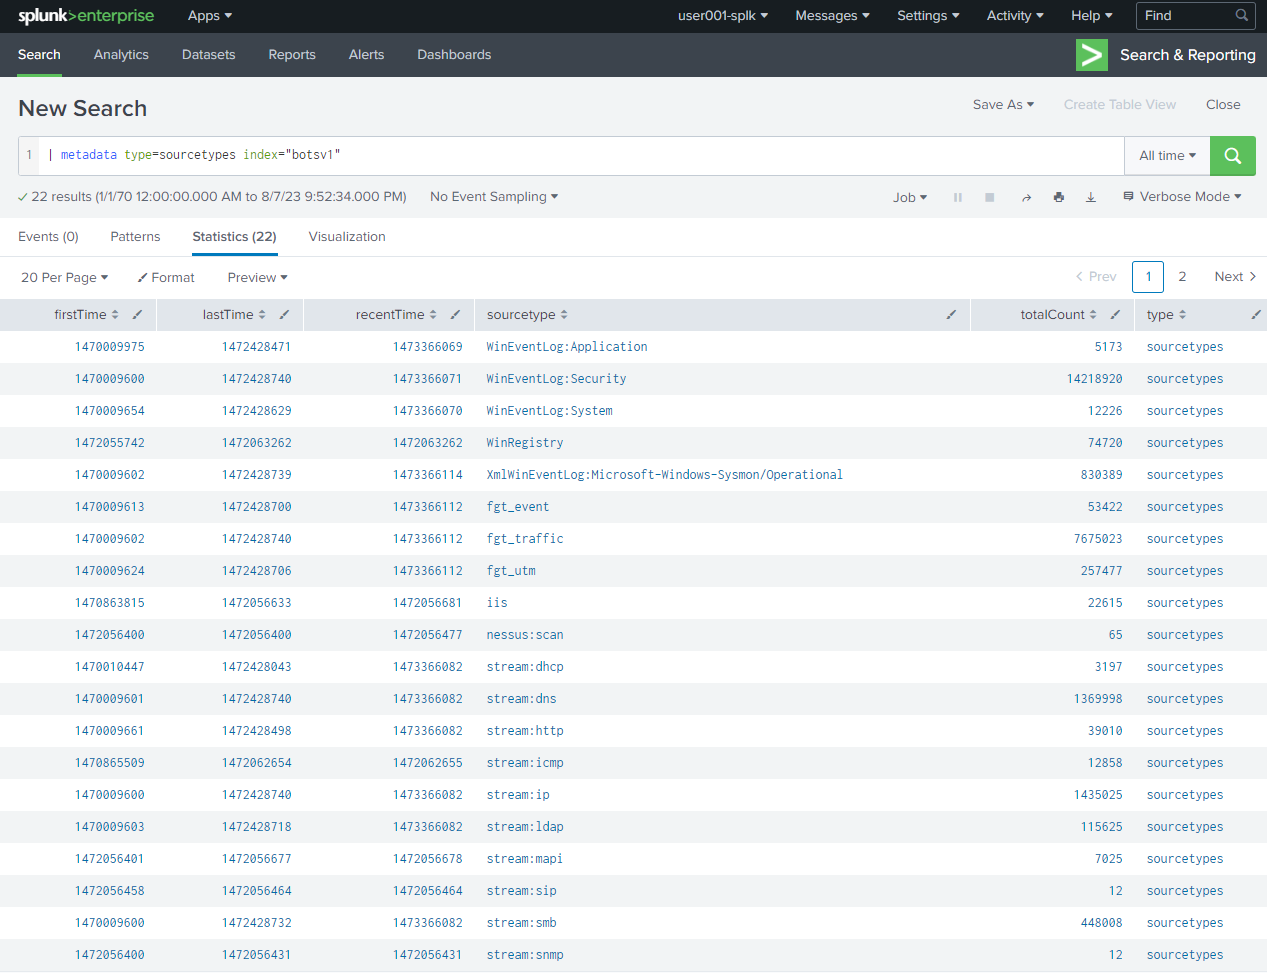 splunk>enterprise Apps user001-splk Messages Settings Activity Help Find
Search Analytics Datasets Reports Alerts Dashboards Search & Reporting
New Search Save As Create Table View Close
1 | metadata type=sourcetypes index="botsv1" All time
22 results (1/1/70 12:00:00.000 AM to 8/7/23 9:52:34.000 PM) No Event Sampling Job Verbose Mode
Events (0) Patterns Statistics (22) Visualization
20 Per Page Format Preview < Prev 1 2 Next >
firstTime lastTime recentTime sourcetype totalCount type
1470009975 1472428471 1473366069 WinEventLog:Application 5173 sourcetypes
1470009600 1472428740 1473366071 WinEventLog:Security 14218920 sourcetypes
1470009654 1472428629 1473366070 WinEventLog:System 12226 sourcetypes
1472055742 1472063262 1472063262 WinRegistry 74720 sourcetypes
1470009602 1472428739 1473366114 XmlWinEventLog:Microsoft-Windows-Sysmon/Operational 830389 sourcetypes
1470009613 1472428700 1473366112 fgt_event 53422 sourcetypes
1470009602 1472428740 1473366112 fgt_traffic 7675023 sourcetypes
1470009624 1472428706 1473366112 fgt_utm 257477 sourcetypes
1470863815 1472056633 1472056681 iis 22615 sourcetypes
1472056400 1472056400 1472056477 nessus:scan 65 sourcetypes
1470010447 1472428043 1473366082 stream:dhcp 3197 sourcetypes
1470009601 1472428740 1473366082 stream:dns 1369998 sourcetypes
1470009661 1472428498 1473366082 stream:http 39010 sourcetypes
1470865509 1472062654 1472062655 stream:icmp 12858 sourcetypes
1470009600 1472428740 1473366082 stream:ip 1435025 sourcetypes
1470009603 1472428718 1473366082 stream:ldap 115625 sourcetypes
1472056401 1472056677 1472056678 stream:mapi 7025 sourcetypes
1472056458 1472056464 1472056464 stream:sip 12 sourcetypes
1470009600 1472428732 1473366082 stream:smb 448008 sourcetypes
1472056400 1472056431 1472056431 stream:snmp 12 sourcetypes